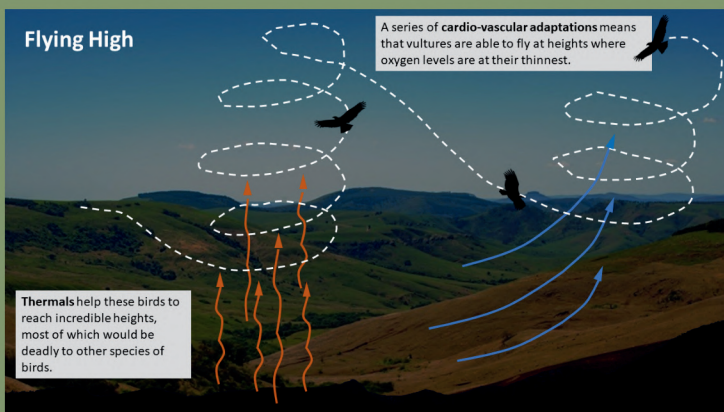 Flying High
A series of cardio-vascular adaptations means
that vultures are able to fly at heights where
oxygen levels are at their thinnest.
Thermals help these birds to
reach incredible heights,
most of which would be
deadly to other species of
birds.